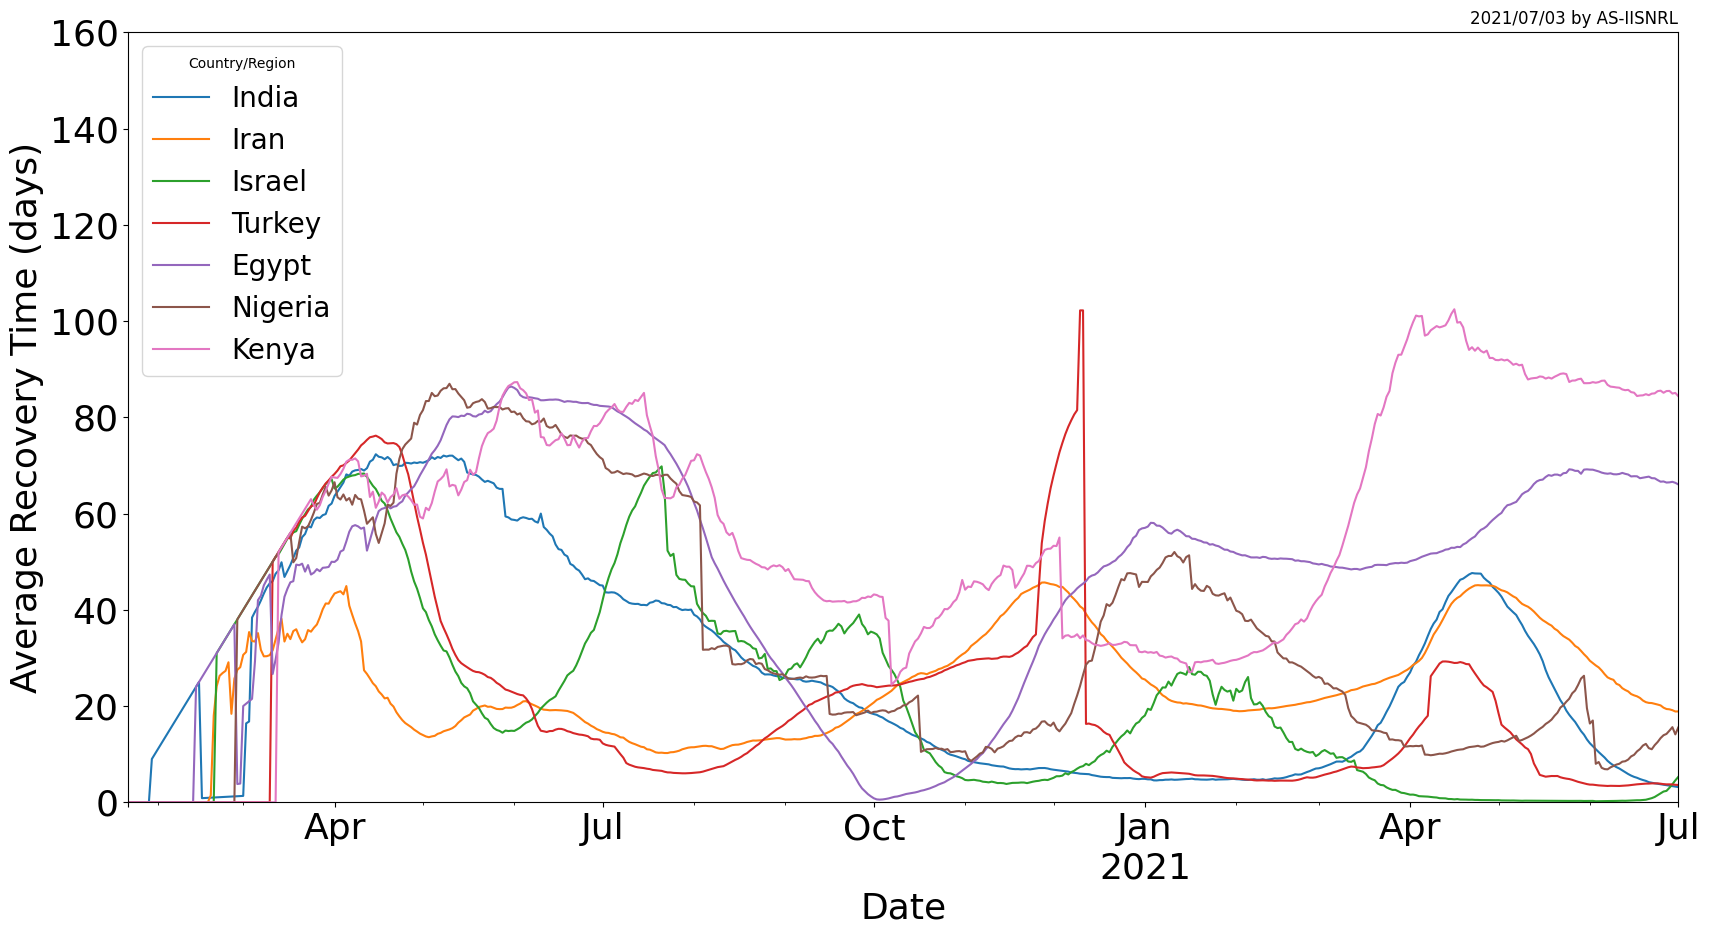 2021/07/03 by AS-IISNRL
160
140
120
100
80
60
40
20
0
Average Recovery Time (days)
Country/Region
India
Iran
Israel
Turkey
Egypt
Nigeria
Kenya
Apr Jul Oct Jan Apr Jul
2021
Date